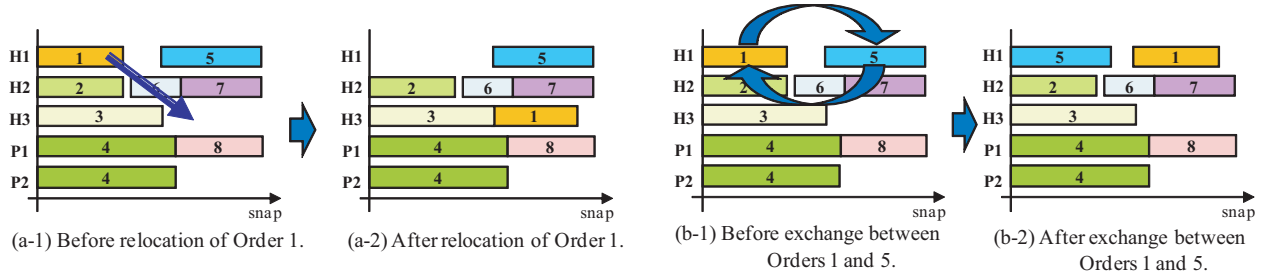 H1 1 5
H2 2 6 7
H3 3
P1 4 8
P2 4
snap
(a-1) Before relocation of Order 1.
5
H2 2 6 7
H3 3 1
P1 4 8
P2 4
snap
(a-2) After relocation of Order 1.
H1 1 5
H2 2 6 7
H3 3
P1 4 8
P2 4
snap
(b-1) Before exchange between
Orders 1 and 5.
H1 5 1
H2 2 6 7
H3 3
P1 4 8
P2 4
snap
(b-2) After exchange between
Orders 1 and 5.